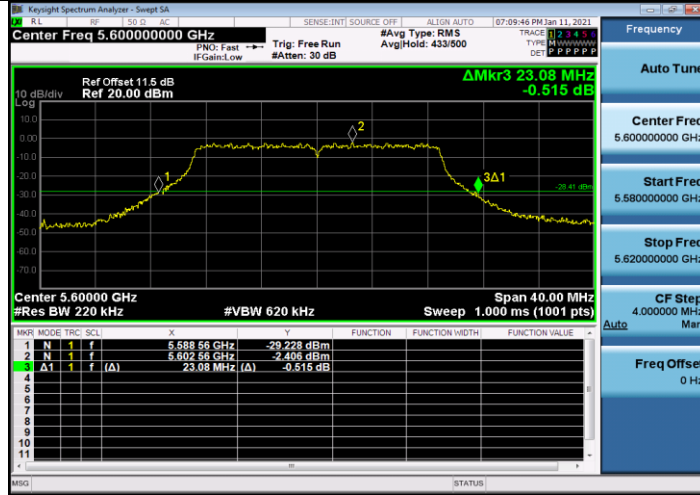 Keysight Spectrum Analyzer - Swept SA
RL RF 50 Ω AC SENSE:INT SOURCE OFF ALIGN AUTO 07:09:46 PM Jan 11, 2021
Center Freq 5.600000000 GHz
PNO: Fast
IFGain:Low
Trig: Free Run
#Atten: 30 dB
#Avg Type: RMS
Avg|Hold: 433/500
TRACE 1 2 3 4 5 6
TYPE M W W W W W
DET P P P P P P
Ref Offset 11.5 dB
10 dB/div Ref 20.00 dBm
Log
ΔMkr3 23.08 MHz
-0.515 dB
10.0
0.00
-10.0
-20.0
-30.0
-40.0
-50.0
-60.0
-70.0
1
2
3Δ1
-28.41 dBm
Center 5.60000 GHz Span 40.00 MHz
#Res BW 220 kHz #VBW 620 kHz Sweep 1.000 ms (1001 pts)
MKR MODE TRC SCL X Y FUNCTION FUNCTION WIDTH FUNCTION VALUE
1 N 1 f 5.588 56 GHz -29.228 dBm
2 N 1 f 5.602 56 GHz -2.406 dBm
3 Δ1 1 f (Δ) 23.08 MHz (Δ) -0.515 dB
4
5
6
7
8
9
10
11
MSG STATUS
Frequency
Auto Tune
Center Freq
5.600000000 GHz
Start Freq
5.580000000 GHz
Stop Freq
5.620000000 GHz
CF Step
4.000000 MHz
Auto Man
Freq Offset
0 Hz